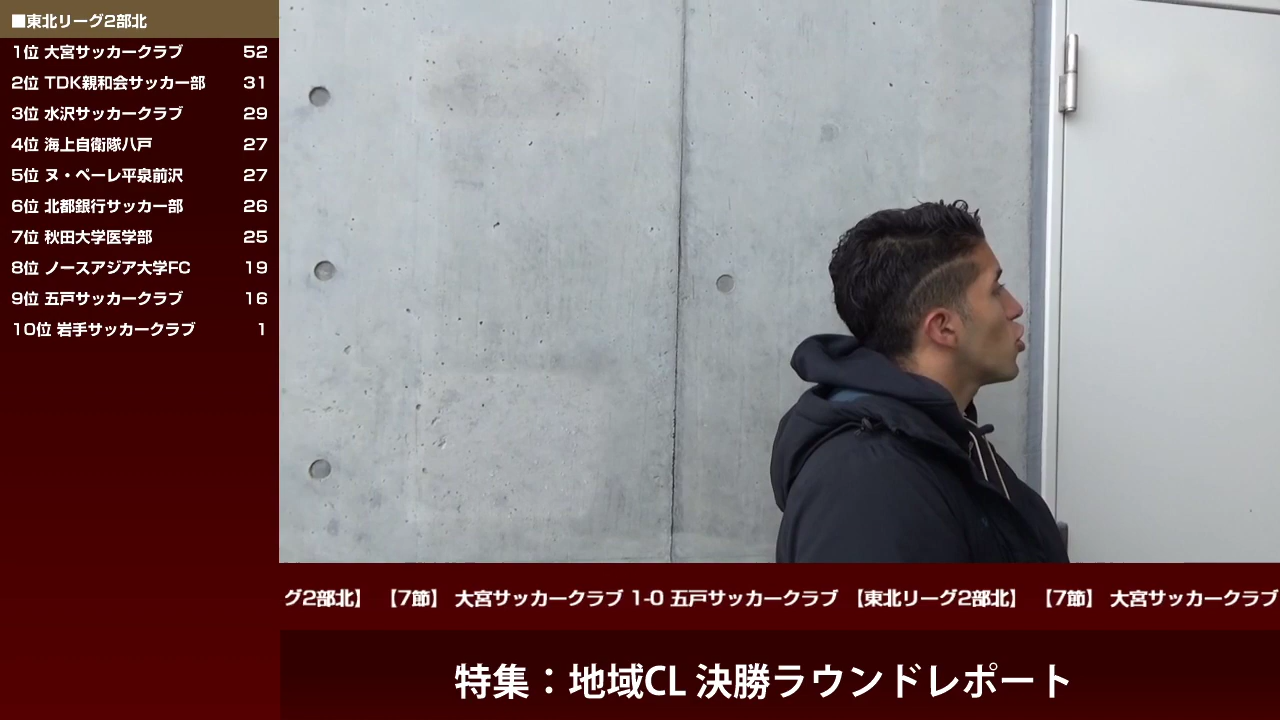 ■東北リーグ2部北
1位 大宮サッカークラブ 52
2位 TDK親和会サッカー部 31
3位 水沢サッカークラブ 29
4位 海上自衛隊八戸 27
5位 ヌ・ペーレ平泉前沢 27
6位 北都銀行サッカー部 26
7位 秋田大学医学部 25
8位 ノースアジア大学FC 19
9位 五戸サッカークラブ 16
10位 岩手サッカークラブ 1
グ2部北】 【7節】 大宮サッカークラブ 1-0 五戸サッカークラブ 【東北リーグ2部北】 【7節】 大宮サッカークラブ
特集：地域CL 決勝ラウンドレポート